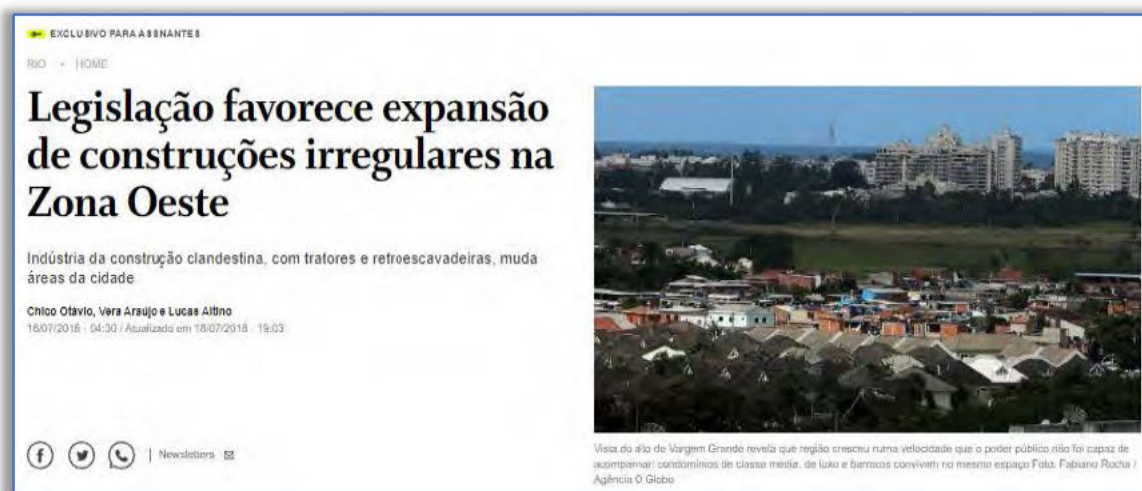 EXCLUSIVO PARA ASSINANTES
RIO • HOME
Legislação favorece expansão
de construções irregulares na
Zona Oeste
Indústria da construção clandestina, com tratores e retroescavadeiras, muda
áreas da cidade
Chico Otávio, Vera Araújo e Lucas Altino
16/07/2018 - 04:30 / Atualizado em 18/07/2018 - 19:03
| Newsletters
Vista do alto de Vargem Grande revela que região cresceu numa velocidade que o poder público não foi capaz de
acompanhar: condomínios de classe média, de luxo e barracos convivem no mesmo espaço Foto: Fabiano Rocha /
Agência O Globo